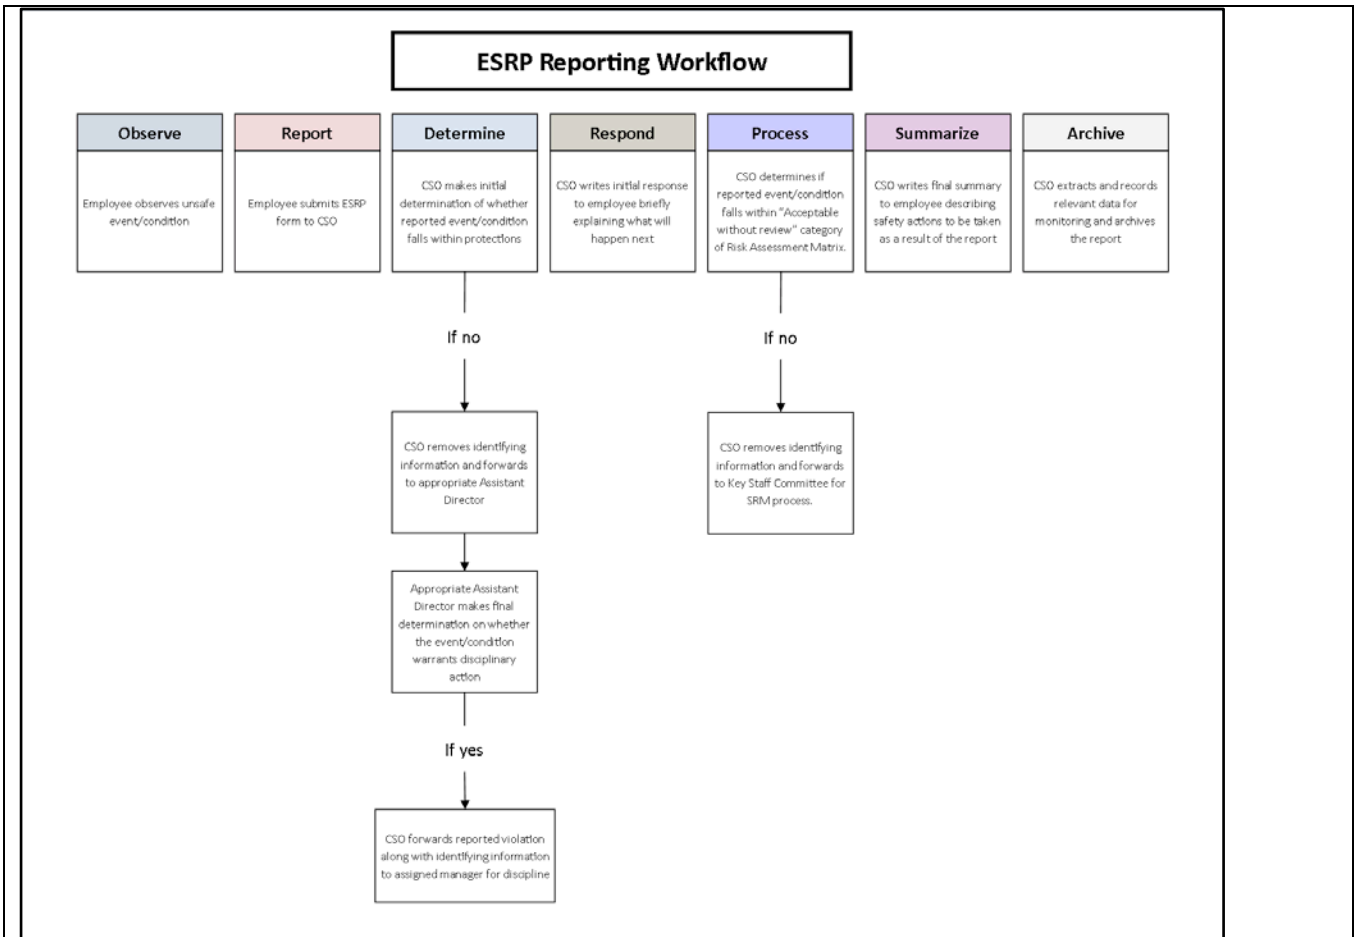 ESRP Reporting Workflow
Observe
Employee observes unsafe
event/condition
Report
Employee submits ESRP
form to CSO
Determine
CSO makes initial
determination of whether
reported event/condition
falls within protections
Respond
CSO writes initial response
to employee briefly
explaining what will
happen next
Process
CSO determines if
reported event/condition
falls within "Acceptable
without review" category
of Risk Assessment Matrix.
Summarize
CSO writes final summary
to employee describing
safety actions to be taken
as a result of the report
Archive
CSO extracts and records
relevant data for
monitoring and archives
the report
If no
CSO removes identifying
information and forwards
to appropriate Assistant
Director
Appropriate Assistant
Director makes final
determination on whether
the event/condition
warrants disciplinary
action
If yes
CSO forwards reported violation
along with identifying information
to assigned manager for discipline
If no
CSO removes identifying
information and forwards
to Key Staff Committee for
SRM process.